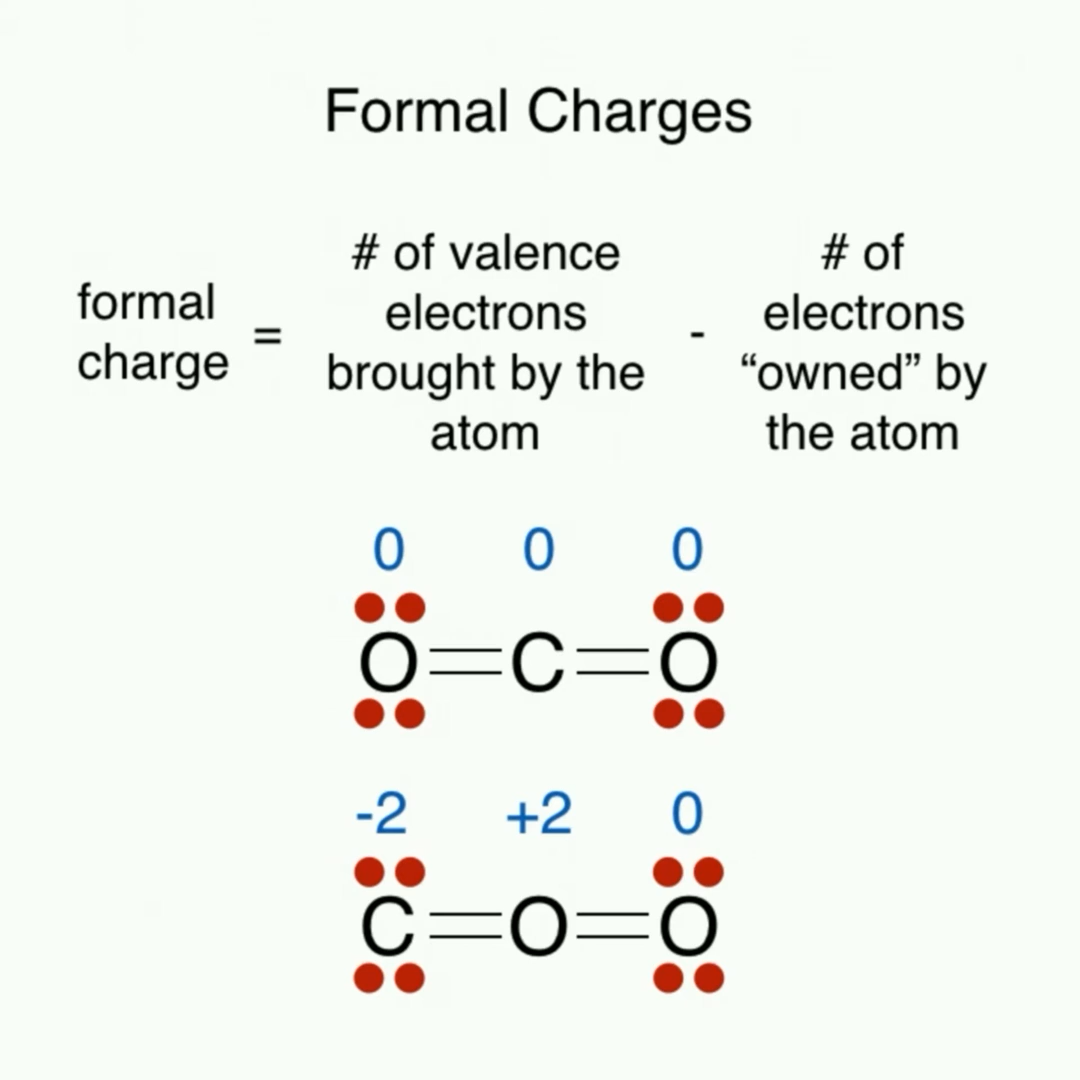 Formal Charges
formal
charge
=
# of valence
electrons
brought by the
atom
-
# of
electrons
“owned” by
the atom
0 0 0
O=C=O
-2 +2 0
C=O=O